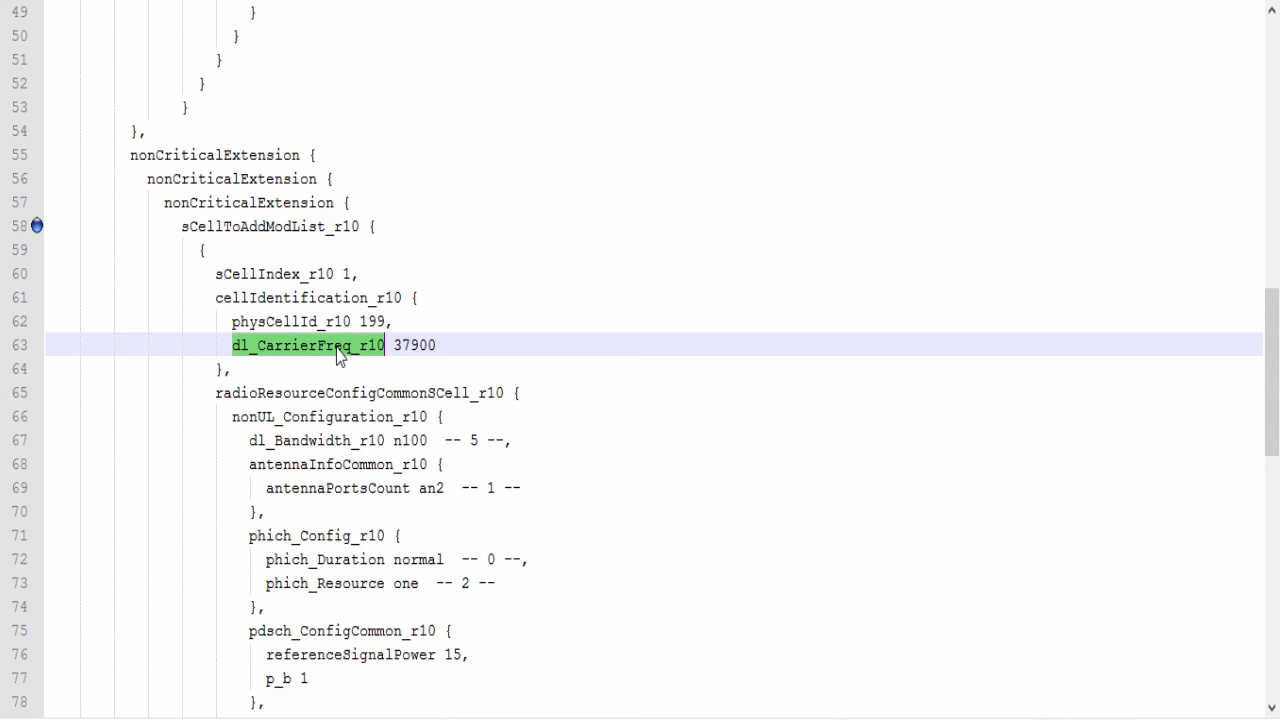 49 }
50 }
51 }
52 }
53 }
54 },
55 nonCriticalExtension {
56 nonCriticalExtension {
57 nonCriticalExtension {
58 sCellToAddModList_r10 {
59 {
60 sCellIndex_r10 1,
61 cellIdentification_r10 {
62 physCellId_r10 199,
63 dl_CarrierFreq_r10 37900
64 },
65 radioResourceConfigCommonSCell_r10 {
66 nonUL_Configuration_r10 {
67 dl_Bandwidth_r10 n100 -- 5 --,
68 antennaInfoCommon_r10 {
69 antennaPortsCount an2 -- 1 --
70 },
71 phich_Config_r10 {
72 phich_Duration normal -- 0 --,
73 phich_Resource one -- 2 --
74 },
75 pdsch_ConfigCommon_r10 {
76 referenceSignalPower 15,
77 p_b 1
78 },